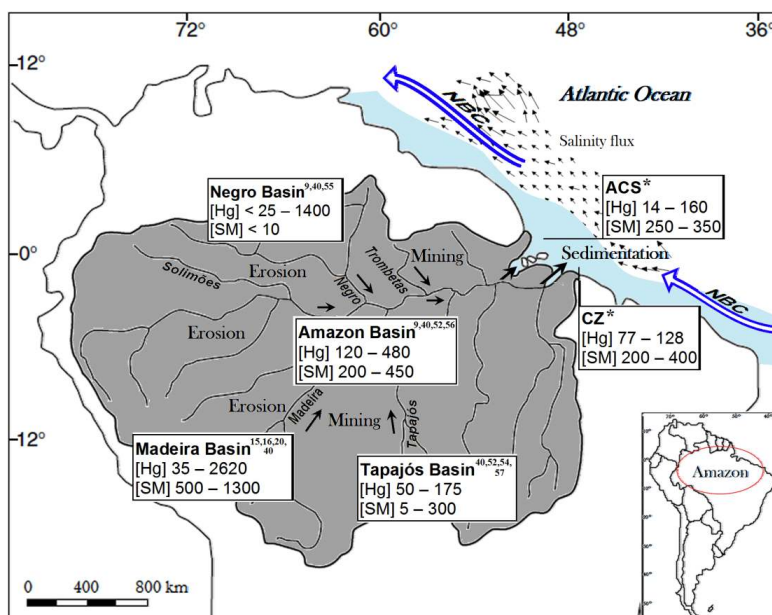 72°
60°
48°
36°
12°
NBC
Atlantic Ocean
Salinity flux
Negro Basin9,40,55
[Hg] < 25 – 1400
[SM] < 10
ACS*
[Hg] 14 – 160
[SM] 250 – 350
0°
Solimões
Erosion
Negro
Trombetas
Mining
Sedimentation
NBC
CZ*
[Hg] 77 – 128
[SM] 200 – 400
Erosion
Amazon Basin9,40,52,56
[Hg] 120 – 480
[SM] 200 – 450
Erosion
Madeira
Mining
Tapajós
12°
Madeira Basin15,16,20,
40
[Hg] 35 – 2620
[SM] 500 – 1300
Tapajós Basin40,52,54,
57
[Hg] 50 – 175
[SM] 5 – 300
Amazon
0 400 800 km